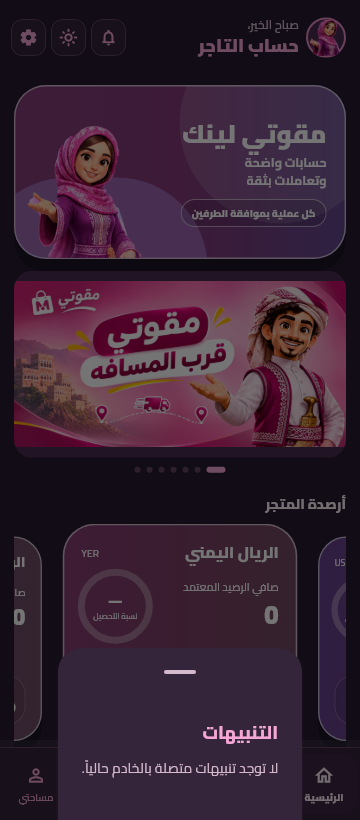 صباح الخير،
حساب التاجر
مقوتي لينك
حسابات واضحة
وتعاملات بثقة
كل عملية بموافقة الطرفين
مقوتي
مقوتي
قرب المسافه
أرصدة المتجر
الريال اليمني
YER
صافي الرصيد المعتمد
0
—
نسبة التحصيل
US
0
التنبيهات
لا توجد تنبيهات متصلة بالخادم حالياً.
الرئيسية
مساحتي